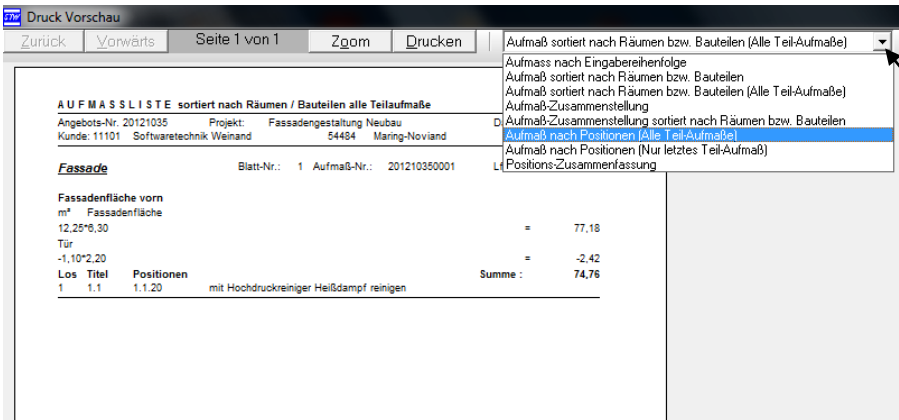 STW Druck Vorschau
Zurück Vorwärts Seite 1 von 1 Zoom Drucken Aufmaß sortiert nach Räumen bzw. Bauteilen (Alle Teil-Aufmaße)
Aufmass nach Eingabereihenfolge
Aufmaß sortiert nach Räumen bzw. Bauteilen
Aufmaß sortiert nach Räumen bzw. Bauteilen (Alle Teil-Aufmaße)
Aufmaß-Zusammenstellung
Aufmaß-Zusammenstellung sortiert nach Räumen bzw. Bauteilen
Aufmaß nach Positionen (Alle Teil-Aufmaße)
Aufmaß nach Positionen (Nur letztes Teil-Aufmaß)
Positions-Zusammenfassung
AUFMASSLISTE sortiert nach Räumen / Bauteilen alle Teilaufmaße
Angebots-Nr. 20121035 Projekt: Fassadengestaltung Neubau
Kunde: 11101 Softwaretechnik Weinand 54484 Maring-Noviand
Fassade Blatt-Nr.: 1 Aufmaß-Nr.: 201210350001
Fassadenfläche vorn
m² Fassadenfläche
12,25*6,30 = 77,18
Tür
-1,10*2,20 = -2,42
Los Titel Positionen Summe : 74,76
1 1.1 1.1.20 mit Hochdruckreiniger Heißdampf reinigen